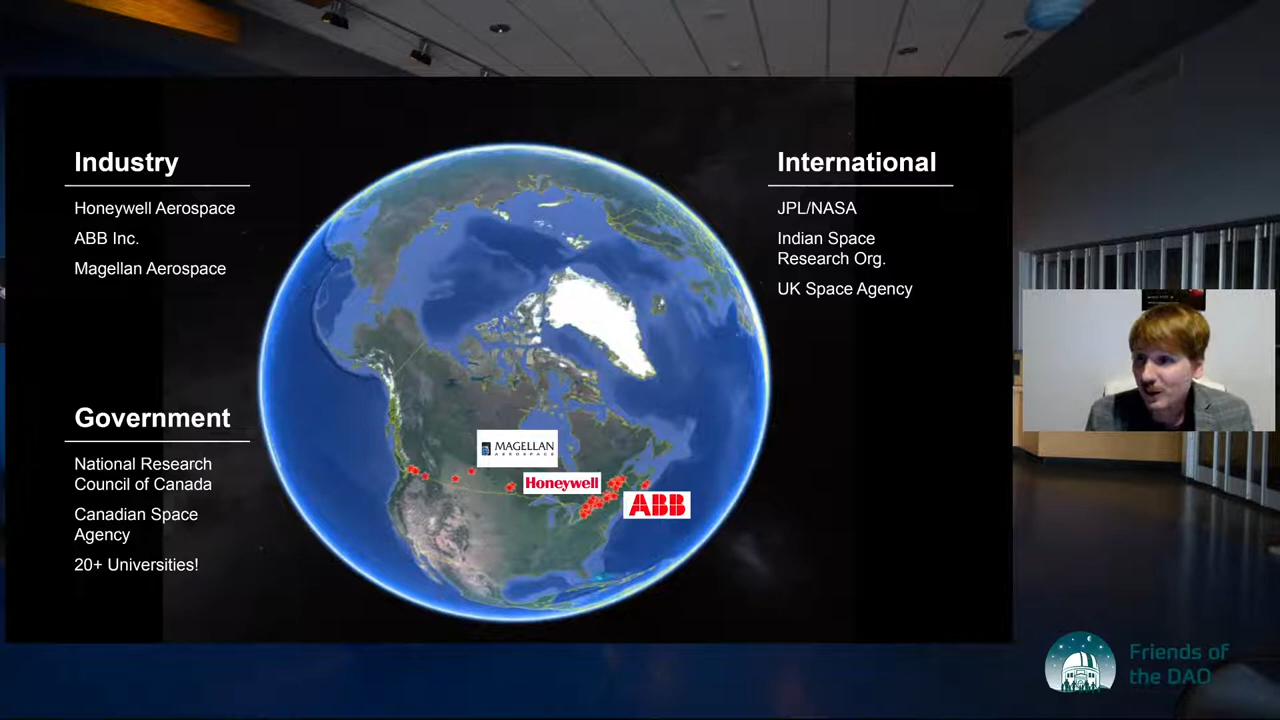 Industry
Honeywell Aerospace
ABB Inc.
Magellan Aerospace
Government
National Research
Council of Canada
Canadian Space
Agency
20+ Universities!
MAGELLAN
AEROSPACE
Honeywell
ABB
International
JPL/NASA
Indian Space
Research Org.
UK Space Agency
Friends of
the DAO